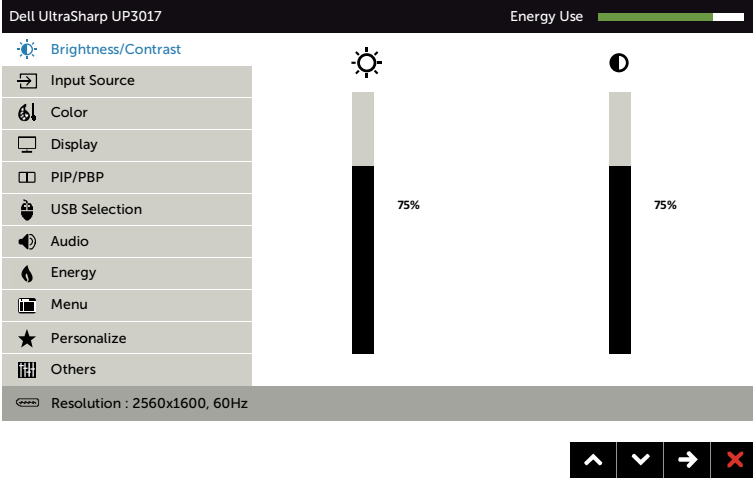 Dell UltraSharp UP3017 Energy Use
Brightness/Contrast
Input Source
Color
Display
PIP/PBP
USB Selection
Audio
Energy
Menu
Personalize
Others
75% 75%
Resolution : 2560x1600, 60Hz